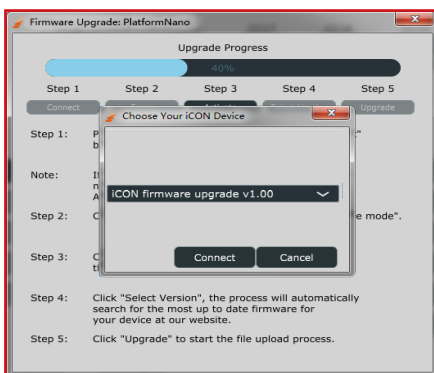 Firmware Upgrade: PlatformNano
Upgrade Progress
40%
Step 1 Step 2 Step 3 Step 4 Step 5
Connect Upgrade
Choose Your iCON Device
Step 1:
Note:
iCON firmware upgrade v1.00
Step 2: e mode".
Step 3:
Connect Cancel
Step 4: Click "Select Version", the process will automatically
search for the most up to date firmware for
your device at our website.
Step 5: Click "Upgrade" to start the file upload process.